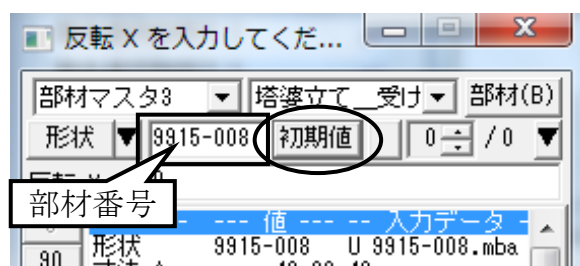 反転 X を入力してくだ...
部材マスタ3 塔婆立て__受け 部材(B)
形状 9915-008 初期値 0 / 0
部材番号
--- 値 --- -- 入力データ -
形状 9915-008 U 9915-008.mba
90